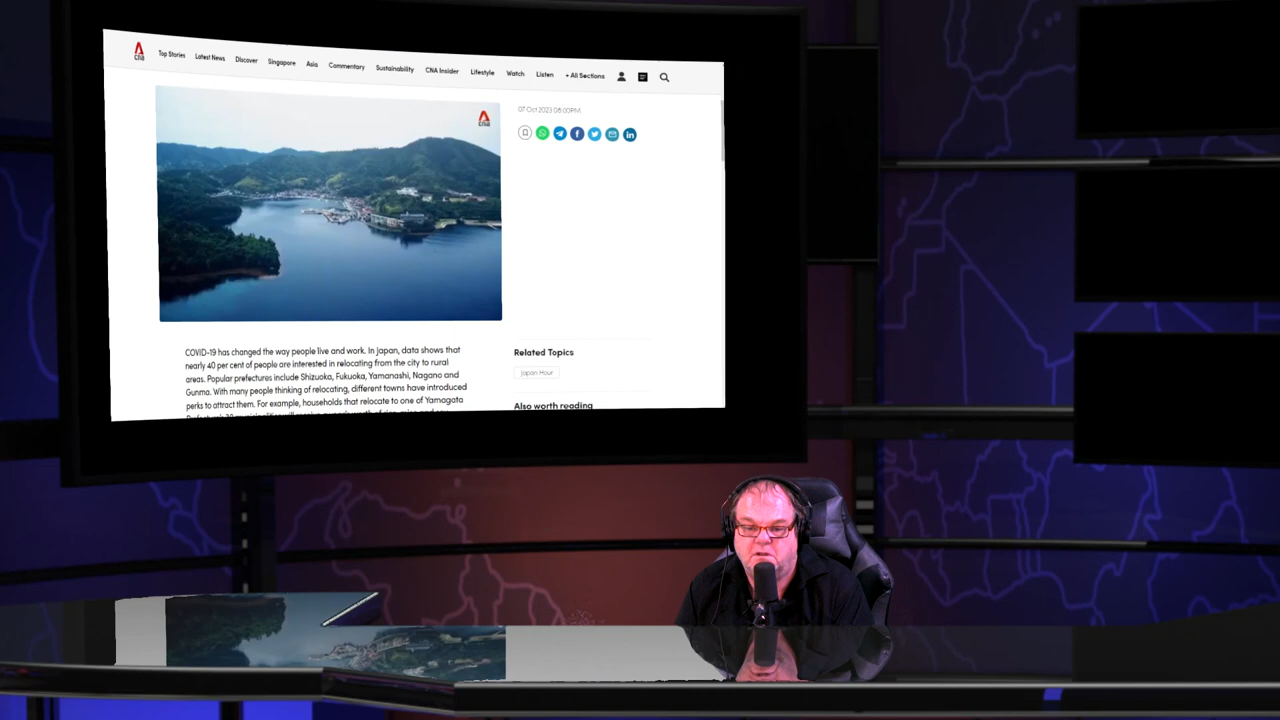 cna
Top Stories
Latest News
Discover
Singapore
Asia
Commentary
Sustainability
CNA Insider
Lifestyle
Watch
Listen
+ All Sections
cna
07 Oct 2023 08:00PM
in
COVID-19 has changed the way people live and work. In Japan, data shows that
nearly 40 per cent of people are interested in relocating from the city to rural
areas. Popular prefectures include Shizuoka, Fukuoka, Yamanashi, Nagano and
Gunma. With many people thinking of relocating, different towns have introduced
perks to attract them. For example, households that relocate to one of Yamagata
Related Topics
Japan Hour
Also worth reading